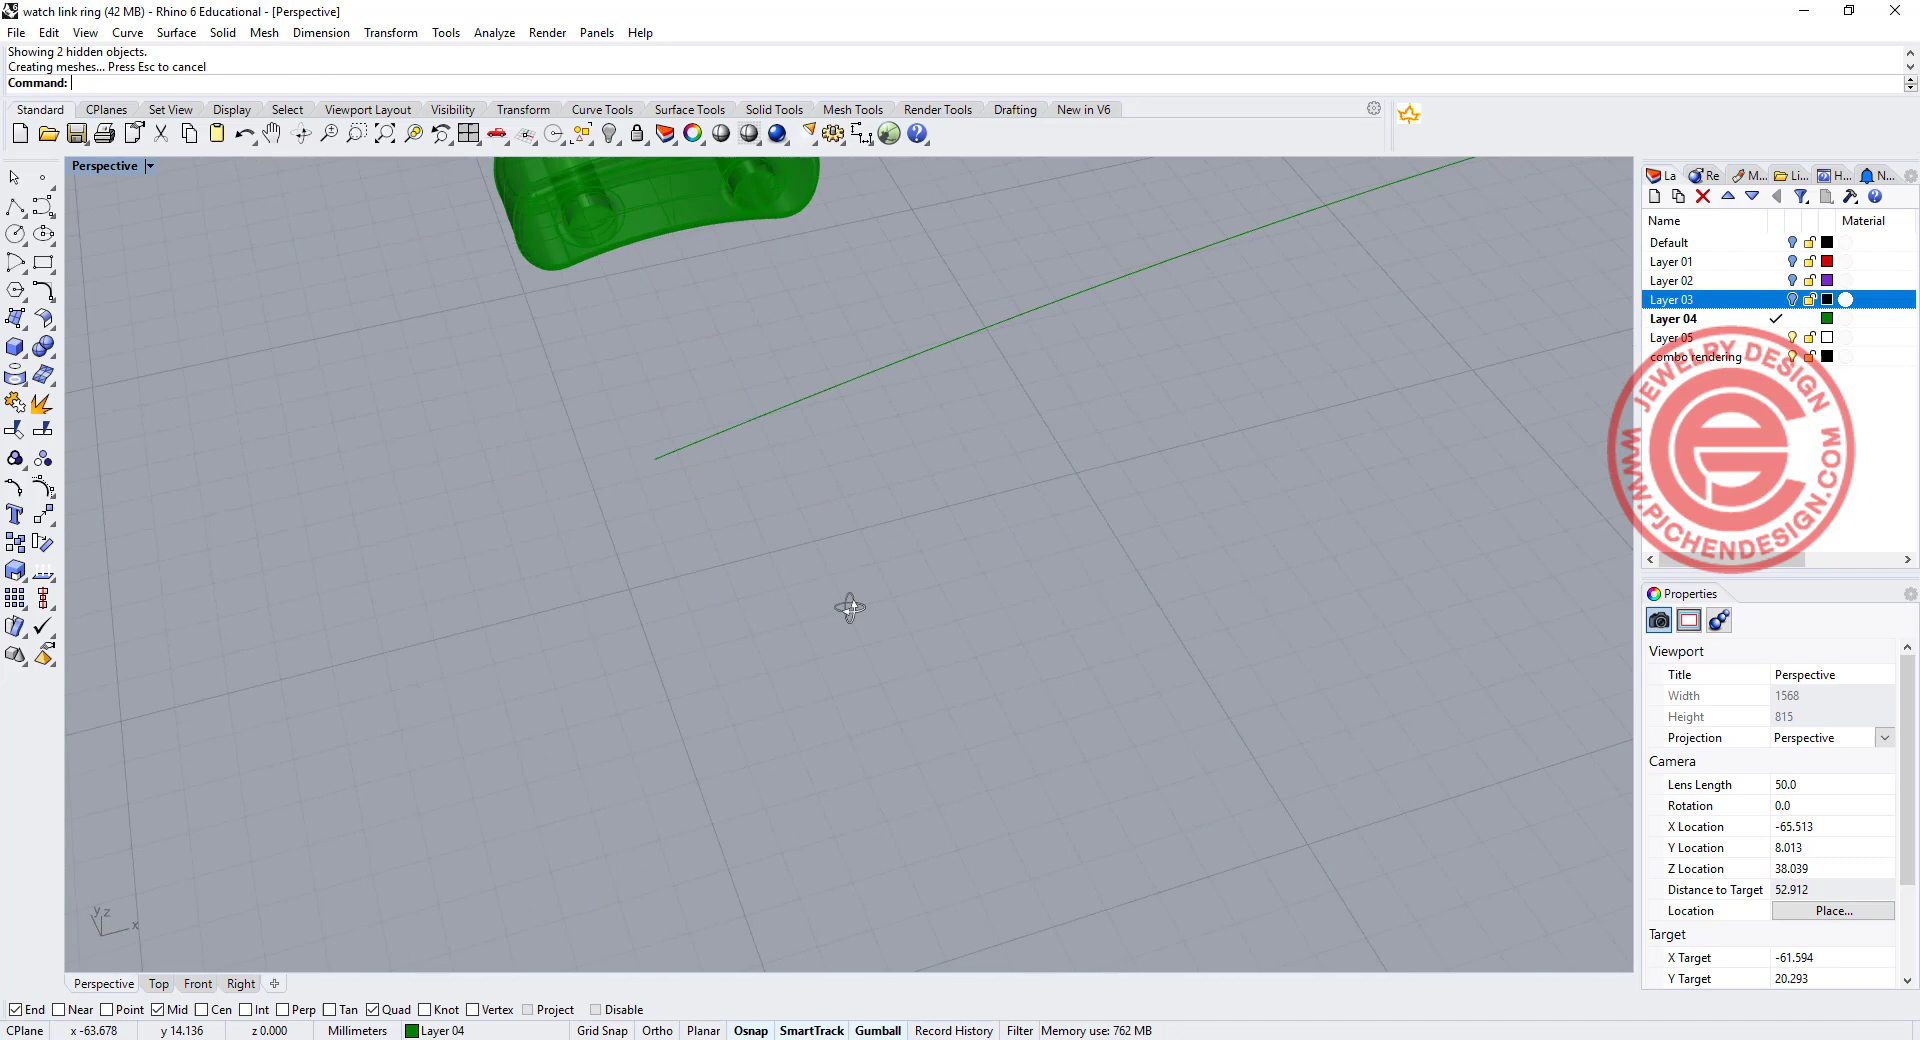 watch link ring (42 MB) - Rhino 6 Educational - [Perspective]
File Edit View Curve Surface Solid Mesh Dimension Transform Tools Analyze Render Panels Help
Showing 2 hidden objects.
Creating meshes... Press Esc to cancel
Command:
Standard CPlanes Set View Display Select Viewport Layout Visibility Transform Curve Tools Surface Tools Solid Tools Mesh Tools Render Tools Drafting New in V6
Perspective
La Re M... Li... H... N...
Name Material
Default
Layer 01
Layer 02
Layer 03
Layer 04
Layer 05
combo rendering
JEWELRY DESIGN
WWW.PJCHENDESIGN.COM
Properties
Viewport
Title Perspective
Width 1568
Height 815
Projection Perspective
Camera
Lens Length 50.0
Rotation 0.0
X Location -65.513
Y Location 8.013
Z Location 38.039
Distance to Target 52.912
Location Place...
Target
X Target -61.594
Y Target 20.293
y z x
Perspective Top Front Right
End Near Point Mid Cen Int Perp Tan Quad Knot Vertex Project Disable
CPlane x -63.678 y 14.136 z 0.000 Millimeters Layer 04 Grid Snap Ortho Planar Osnap SmartTrack Gumball Record History Filter Memory use: 762 MB